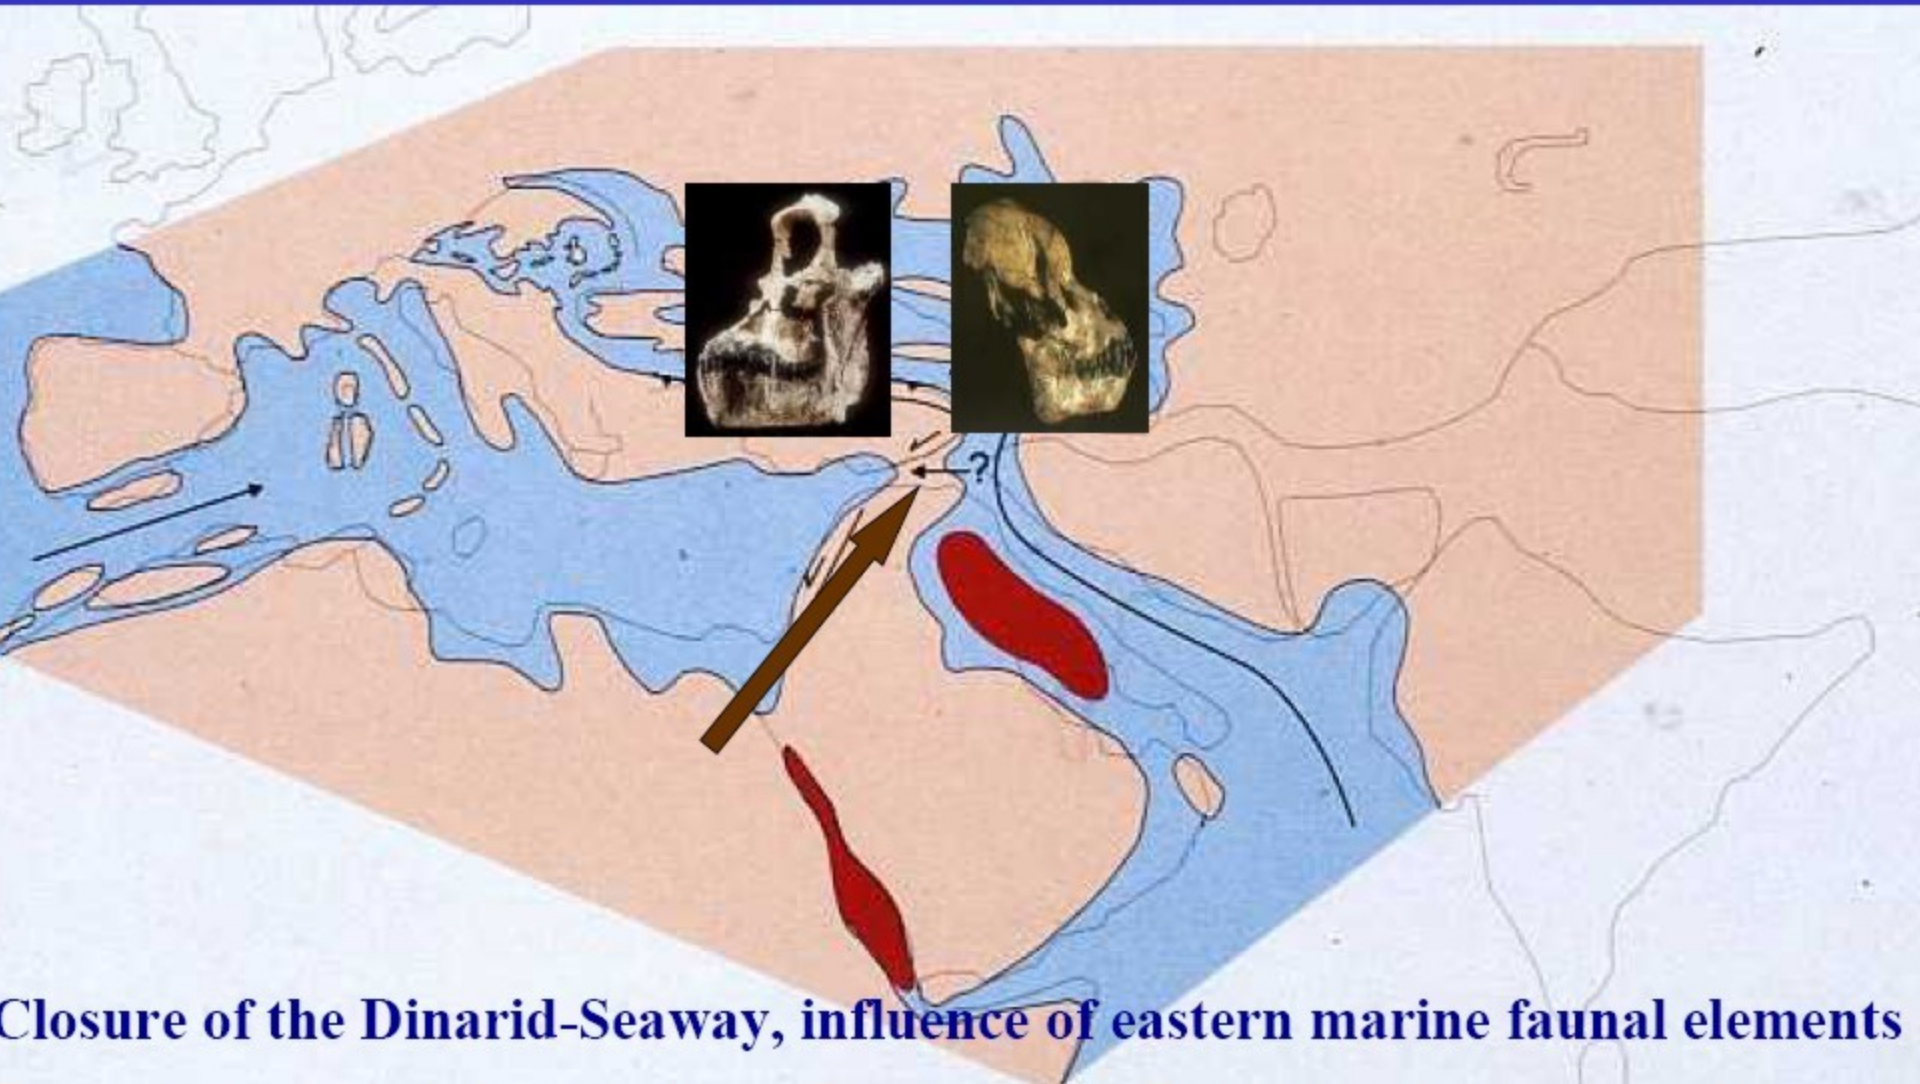 ?
Closure of the Dinarid-Seaway, influence of eastern marine faunal elements